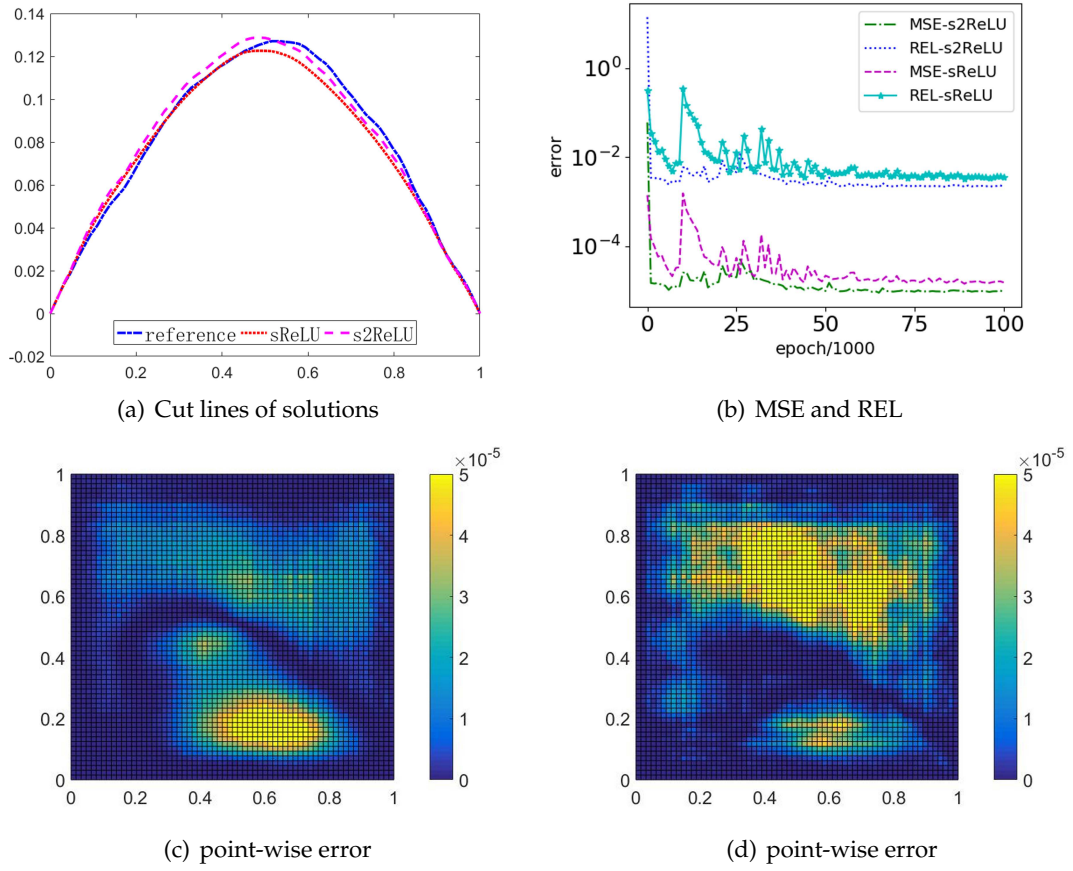 0.14
0.12
0.1
0.08
0.06
0.04
0.02
0
-0.02
reference sReLU s2ReLU
0 0.2 0.4 0.6 0.8 1
(a) Cut lines of solutions
MSE-s2ReLU
REL-s2ReLU
MSE-sReLU
REL-sReLU
10^0
10^-2
10^-4
error
0 25 50 75 100
epoch/1000
(b) MSE and REL
1
0.8
0.6
0.4
0.2
0
0 0.2 0.4 0.6 0.8 1
×10^-5
5
4
3
2
1
0
(c) point-wise error
1
0.8
0.6
0.4
0.2
0
0 0.2 0.4 0.6 0.8 1
×10^-5
5
4
3
2
1
0
(d) point-wise error